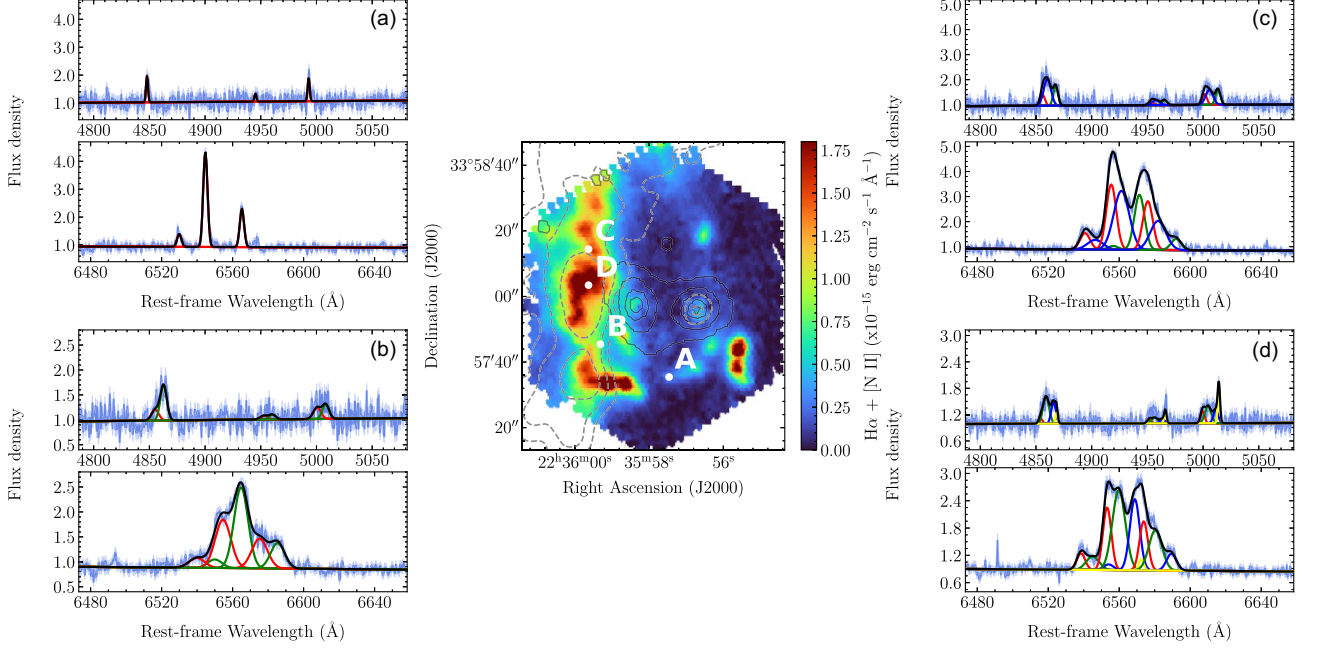 (a)
4.0
3.0
2.0
1.0
4800 4850 4900 4950 5000 5050
Flux density
4.0
3.0
2.0
1.0
6480 6520 6560 6600 6640
Rest-frame Wavelength (Å)
(b)
2.5
2.0
1.5
1.0
0.5
4800 4850 4900 4950 5000 5050
Flux density
2.5
2.0
1.5
1.0
0.5
6480 6520 6560 6600 6640
Rest-frame Wavelength (Å)
Declination (J2000)
33°58′40″
20″
00″
57′40″
20″
C
D
B
A
22ʰ36ᵐ00ˢ 35ᵐ58ˢ 56ˢ
Right Ascension (J2000)
1.75
1.50
1.25
1.00
0.75
0.50
0.25
0.00
Hα + [N II] (x10⁻¹⁵ erg cm⁻² s⁻¹ Å⁻¹)
(c)
5.0
4.0
3.0
2.0
1.0
4800 4850 4900 4950 5000 5050
Flux density
5.0
4.0
3.0
2.0
1.0
6480 6520 6560 6600 6640
Rest-frame Wavelength (Å)
(d)
3.0
2.4
1.8
1.2
0.6
4800 4850 4900 4950 5000 5050
Flux density
3.0
2.4
1.8
1.2
0.6
6480 6520 6560 6600 6640
Rest-frame Wavelength (Å)